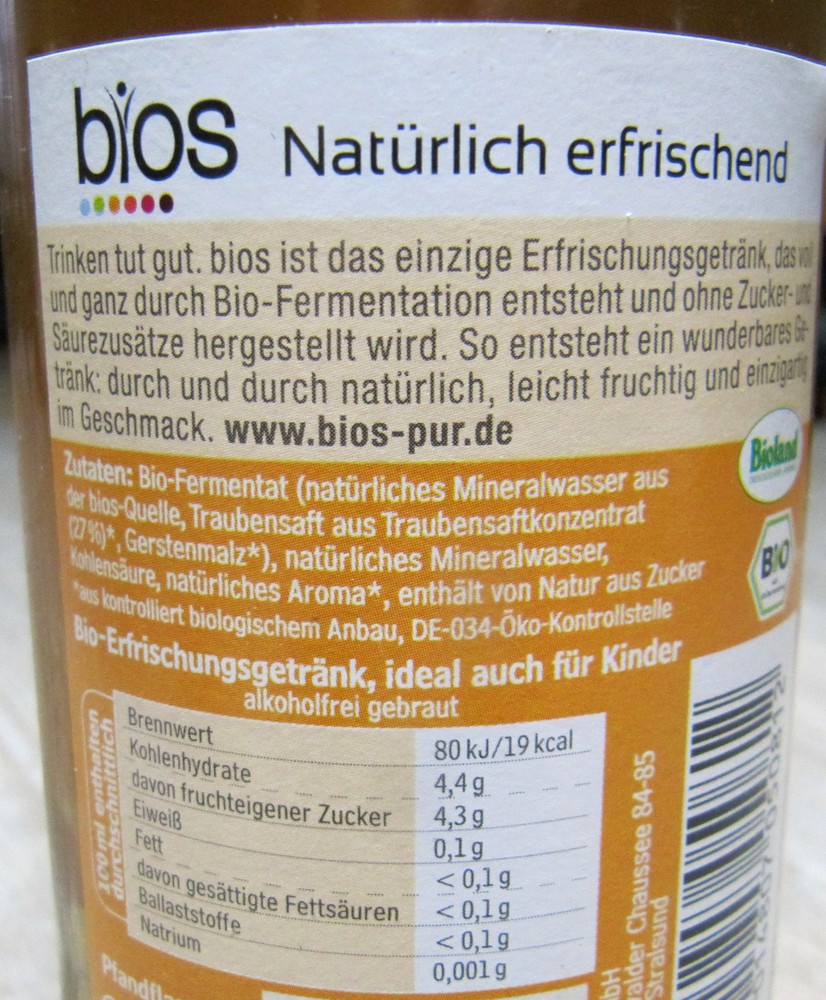 bios Natürlich erfrischend
Trinken tut gut. bios ist das einzige Erfrischungsgetränk, das voll
und ganz durch Bio-Fermentation entsteht und ohne Zucker- und
Säurezusätze hergestellt wird. So entsteht ein wunderbares Ge-
tränk: durch und durch natürlich, leicht fruchtig und einzigartig
im Geschmack. www.bios-pur.de
Bioland
Zutaten: Bio-Fermentat (natürliches Mineralwasser aus
der bios-Quelle, Traubensaft aus Traubensaftkonzentrat
(27%)*, Gerstenmalz*), natürliches Mineralwasser,
Kohlensäure, natürliches Aroma*, enthält von Natur aus Zucker
*aus kontrolliert biologischem Anbau, DE-034-Öko-Kontrollstelle
BIO
Bio-Erfrischungsgetränk, ideal auch für Kinder
alkoholfrei gebraut
100 ml enthalten
durchschnittlich
Brennwert 80 kJ/19 kcal
Kohlenhydrate 4,4 g
davon fruchteigener Zucker 4,3 g
Eiweiß 0,1 g
Fett < 0,1 g
davon gesättigte Fettsäuren < 0,1 g
Ballaststoffe < 0,1 g
Natrium 0,001 g
bH
valder Chaussee 84-85
Stralsund
Pfandfla